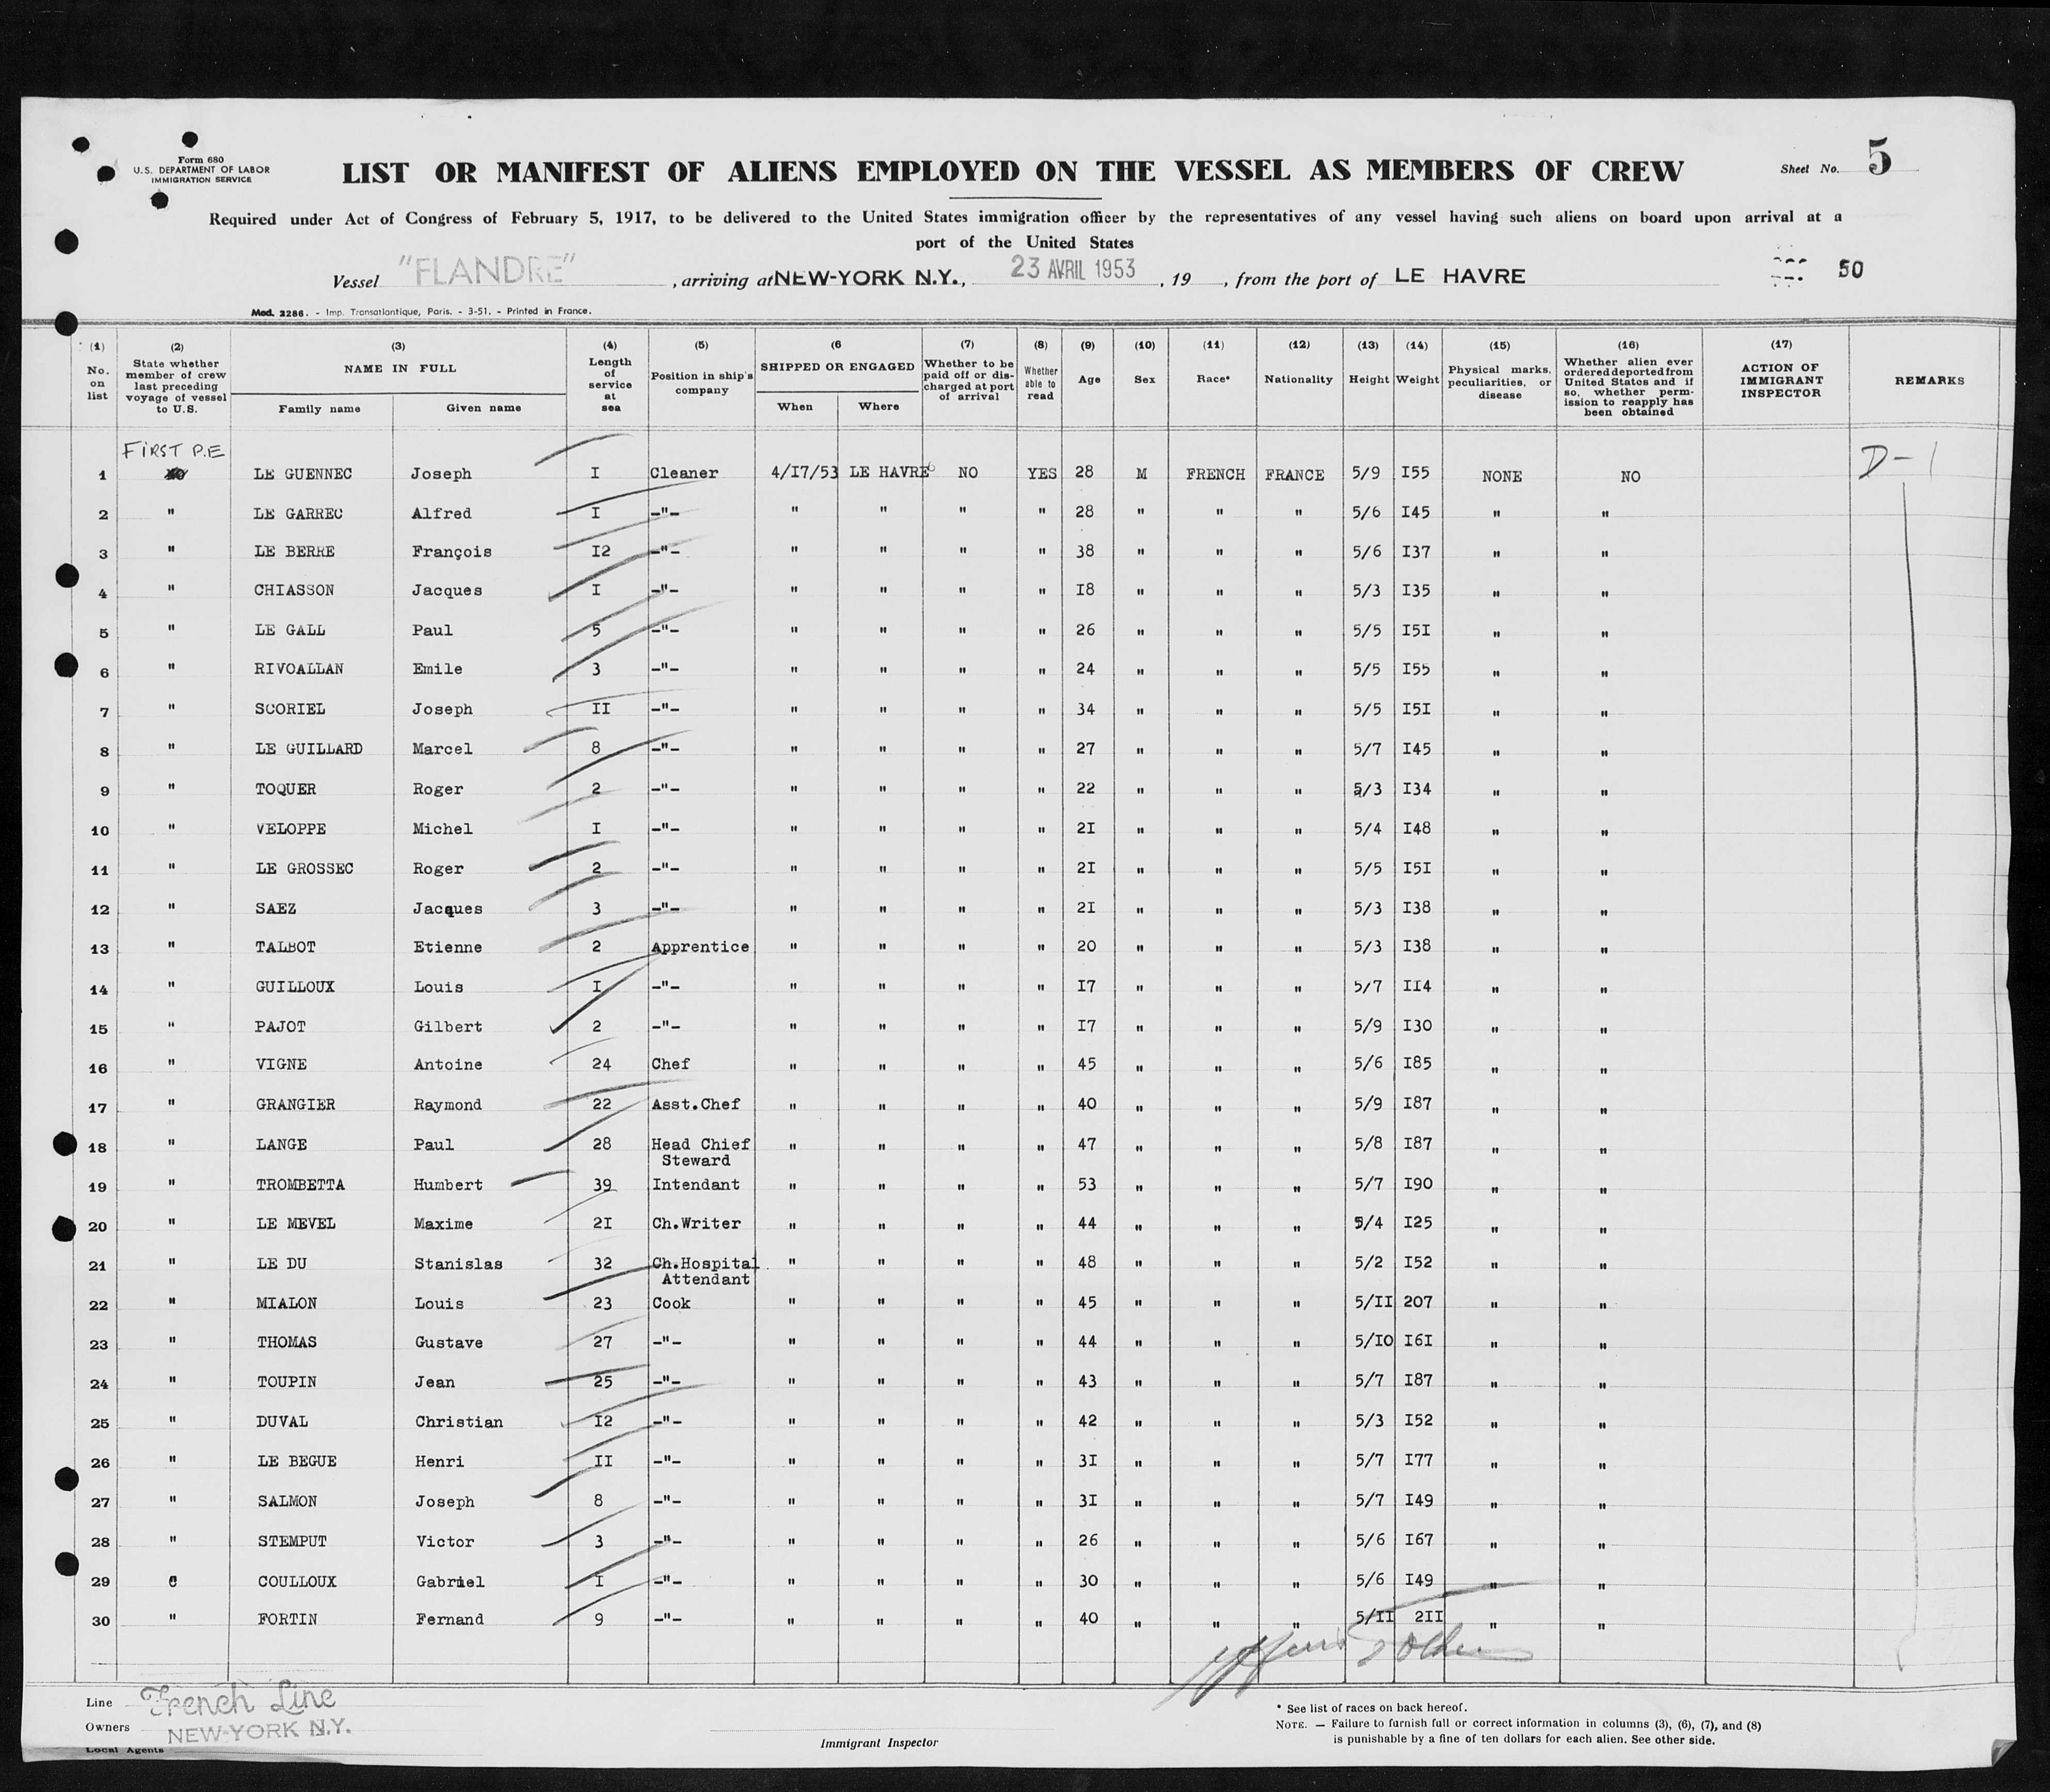 Form 680
U.S. DEPARTMENT OF LABOR
IMMIGRATION SERVICE
LIST OR MANIFEST OF ALIENS EMPLOYED ON THE VESSEL AS MEMBERS OF CREW
Sheet No. 5
Required under Act of Congress of February 5, 1917, to be delivered to the United States immigration officer by the representatives of any vessel having such aliens on board upon arrival at a
port of the United States
Vessel "FLANDRE", arriving at NEW-YORK N.Y., 23 AVRIL 1953, 19 , from the port of LE HAVRE 50
Mod. 2286. - Imp. Transatlantique, Paris. - 3-51. - Printed in France.
(1) No. on list (2) State whether member of crew last preceding voyage of vessel to U.S. (3) NAME IN FULL Family name Given name (4) Length of service at sea (5) Position in ship's company (6 SHIPPED OR ENGAGED When Where (7) Whether to be paid off or discharged at port of arrival (8) Whether able to read (9) Age (10) Sex (11) Race* (12) Nationality (13) Height (14) Weight (15) Physical marks, peculiarities, or disease (16) Whether alien ever ordered deported from United States and if so, whether permission to reapply has been obtained (17) ACTION OF IMMIGRANT INSPECTOR REMARKS
FIRST P.E
1 LE GUENNEC Joseph I Cleaner 4/I7/53 LE HAVRE NO YES 28 M FRENCH FRANCE 5/9 I55 NONE NO D-1
2 " LE GARREC Alfred I -"- " " " " 28 " " " 5/6 I45 " "
3 " LE BERRE François I2 -"- " " " " 38 " " " 5/6 I37 " "
4 " CHIASSON Jacques I -"- " " " " I8 " " " 5/3 I35 " "
5 " LE GALL Paul 5 -"- " " " " 26 " " " 5/5 I5I " "
6 " RIVOALLAN Emile 3 -"- " " " " 24 " " " 5/5 I55 " "
7 " SCORIEL Joseph II -"- " " " " 34 " " " 5/5 I5I " "
8 " LE GUILLARD Marcel 8 -"- " " " " 27 " " " 5/7 I45 " "
9 " TOQUER Roger 2 -"- " " " " 22 " " " 5/3 I34 " "
10 " VELOPPE Michel I -"- " " " " 2I " " " 5/4 I48 " "
11 " LE GROSSEC Roger 2 -"- " " " " 2I " " " 5/5 I5I " "
12 " SAEZ Jacques 3 -"- " " " " 2I " " " 5/3 I38 " "
13 " TALBOT Etienne 2 Apprentice " " " " 20 " " " 5/3 I38 " "
14 " GUILLOUX Louis I -"- " " " " I7 " " " 5/7 II4 " "
15 " PAJOT Gilbert 2 -"- " " " " I7 " " " 5/9 I30 " "
16 " VIGNE Antoine 24 Chef " " " " 45 " " " 5/6 I85 " "
17 " GRANGIER Raymond 22 Asst.Chef " " " " 40 " " " 5/9 I87 " "
18 " LANGE Paul 28 Head Chief Steward " " " " 47 " " " 5/8 I87 " "
19 " TROMBETTA Humbert 39 Intendant " " " " 53 " " " 5/7 I90 " "
20 " LE MEVEL Maxime 2I Ch.Writer " " " " 44 " " " 5/4 I25 " "
21 " LE DU Stanislas 32 Ch.Hospital Attendant " " " " 48 " " " 5/2 I52 " "
22 " MIALON Louis 23 Cook " " " " 45 " " " 5/II 207 " "
23 " THOMAS Gustave 27 -"- " " " " 44 " " " 5/IO I6I " "
24 " TOUPIN Jean 25 -"- " " " " 43 " " " 5/7 I87 " "
25 " DUVAL Christian I2 -"- " " " " 42 " " " 5/3 I52 " "
26 " LE BEGUE Henri II -"- " " " " 3I " " " 5/7 I77 " "
27 " SALMON Joseph 8 -"- " " " " 3I " " " 5/7 I49 " "
28 " STEMPUT Victor 3 -"- " " " " 26 " " " 5/6 I67 " "
29 COULLOUX Gabriel I -"- " " " " 30 " " " 5/6 I49 " "
30 " FORTIN Fernand 9 -"- " " " " 40 " " " 5/II 2II " "
Line French Line
Owners NEW-YORK N.Y.
Local Agents
Immigrant Inspector
* See list of races on back hereof.
NOTE. — Failure to furnish full or correct information in columns (3), (6), (7), and (8)
is punishable by a fine of ten dollars for each alien. See other side.